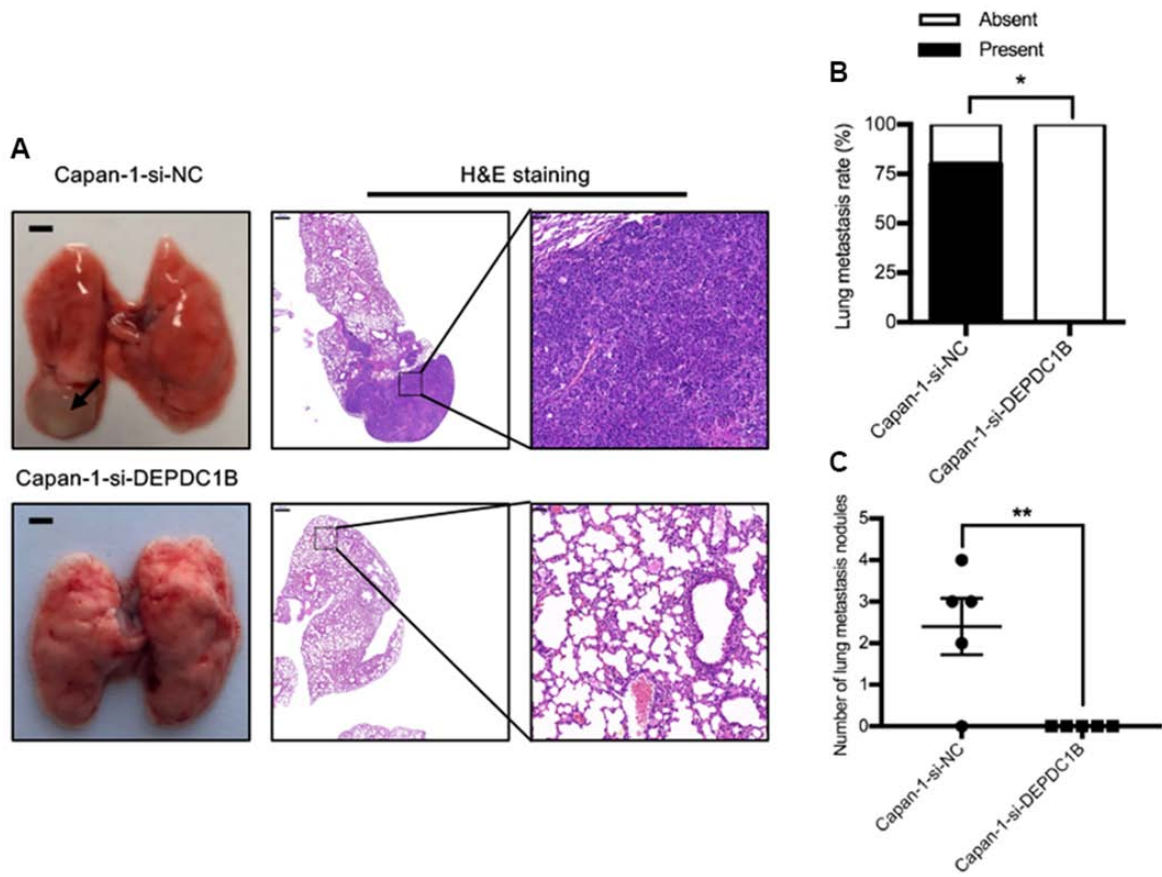 A
Capan-1-si-NC
H&E staining
Capan-1-si-DEPDC1B
Absent
Present
B
*
Lung metastasis rate (%)
100
75
50
25
0
Capan-1-si-NC
Capan-1-si-DEPDC1B
C
**
Number of lung metastasis nodules
5
4
3
2
1
0
Capan-1-si-NC
Capan-1-si-DEPDC1B